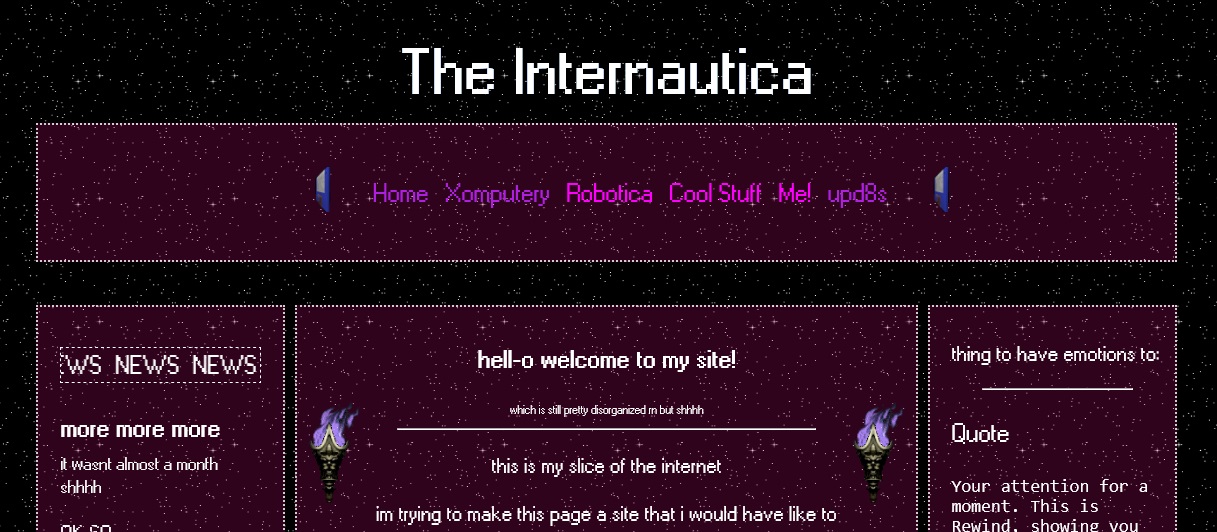 The Internautica
Home Xomputery Robotica Cool Stuff Me! upd8s
WS NEWS NEWS
more more more
it wasnt almost a month
shhhh
OK SO
hell-o welcome to my site!
which is still pretty disorganized rn but shhhh
this is my slice of the internet
im trying to make this page a site that i would have like to
thing to have emotions to:
Quote
Your attention for a
moment. This is
Rewind, showing you